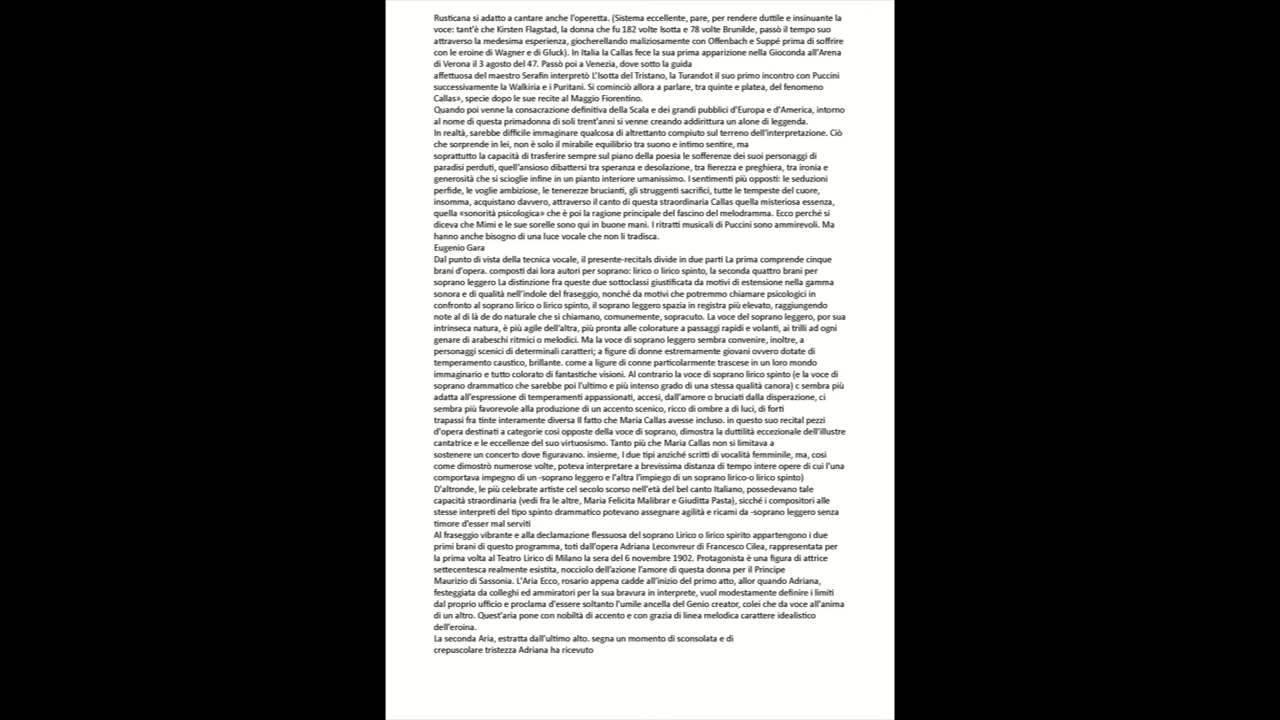 Rusticana si adatto a cantare anche l'operetta. (Sistema eccellente, pare, per rendere duttile e insinuante la
voce: tant'è che Kirsten Flagstad, la donna che fu 182 volte Isotta e 78 volte Brunilde, passò il tempo suo
attraverso la medesima esperienza, giocherellando maliziosamente con Offenbach e Suppé prima di soffrire
con le eroine di Wagner e di Gluck). In Italia la Callas fece la sua prima apparizione nella Gioconda all'Arena
di Verona il 3 agosto del 47. Passò poi a Venezia, dove sotto la guida
affettuosa del maestro Serafin interpretò L'Isotta del Tristano, la Turandot il suo primo incontro con Puccini
successivamente la Walkiria e i Puritani. Si cominciò allora a parlare, tra quinte e platea, del fenomeno
Callas», specie dopo le sue recite al Maggio Fiorentino.
Quando poi venne la consacrazione definitiva della Scala e dei grandi pubblici d'Europa e d'America, intorno
al nome di questa primadonna di soli trent'anni si venne creando addirittura un alone di leggenda.
In realtà, sarebbe difficile immaginare qualcosa di altrettanto compiuto sul terreno dell'interpretazione. Ciò
che sorprende in lei, non è solo il mirabile equilibrio tra suono e intimo sentire, ma
soprattutto la capacità di trasferire sempre sul piano della poesia le sofferenze dei suoi personaggi di
paradisi perduti, quell'ansioso dibattersi tra speranza e desolazione, tra fierezza e preghiera, tra ironia e
generosità che si scioglie infine in un pianto interiore umanissimo. I sentimenti più opposti: le seduzioni
perfide, le voglie ambiziose, le tenerezze brucianti, gli struggenti sacrifici, tutte le tempeste del cuore,
insomma, acquistano davvero, attraverso il canto di questa straordinaria Callas quella misteriosa essenza,
quella «sonorità psicologica» che è poi la ragione principale del fascino del melodramma. Ecco perché si
diceva che Mimi e le sue sorelle sono qui in buone mani. I ritratti musicali di Puccini sono ammirevoli. Ma
hanno anche bisogno di una luce vocale che non li tradisca.
Eugenio Gara
Dal punto di vista della tecnica vocale, il presente-recitals divide in due parti La prima comprende cinque
brani d'opera. composti dai lora autori per soprano: lirico o lirico spinto, la seconda quattro brani per
soprano leggero La distinzione fra queste due sottoclassi giustificata da motivi di estensione nella gamma
sonora e di qualità nell'indole del fraseggio, nonché da motivi che potremmo chiamare psicologici in
confronto al soprano lirico o lirico spinto, il soprano leggero spazia in registra più elevato, raggiungendo
note al di là de do naturale che si chiamano, comunemente, sopracuto. La voce del soprano leggero, por sua
intrinseca natura, è più agile dell'altra, più pronta alle colorature a passaggi rapidi e volanti, ai trilli ad ogni
genare di arabeschi ritmici o melodici. Ma la voce di soprano leggero sembra convenire, inoltre, a
personaggi scenici di determinali caratteri; a figure di donne estremamente giovani ovvero dotate di
temperamento caustico, brillante. come a ligure di conne particolarmente trascese in un loro mondo
immaginario e tutto colorato di fantastiche visioni. Al contrario la voce di soprano lirico spinto (e la voce di
soprano drammatico che sarebbe poi l'ultimo e più intenso grado di una stessa qualità canora) c sembra più
adatta all'espressione di temperamenti appassionati, accesi, dall'amore o bruciati dalla disperazione, ci
sembra più favorevole alla produzione di un accento scenico, ricco di ombre a di luci, di forti
trapassi fra tinte interamente diversa Il fatto che Maria Callas avesse incluso. in questo suo recital pezzi
d'opera destinati a categorie cosi opposte della voce di soprano, dimostra la duttilità eccezionale dell'illustre
cantatrice e le eccellenze del suo virtuosismo. Tanto più che Maria Callas non si limitava a
sostenere un concerto dove figuravano. insieme, I due tipi anziché scritti di vocalità femminile, ma, cosi
come dimostrò numerose volte, poteva interpretare a brevissima distanza di tempo intere opere di cui l'una
comportava impegno di un -soprano leggero e l'altra l'impiego di un soprano lirico-o lirico spinto)
D'altronde, le più celebrate artiste cel secolo scorso nell'età del bel canto Italiano, possedevano tale
capacità straordinaria (vedi fra le altre, Maria Felicita Malibrar e Giuditta Pasta), sicché i compositori alle
stesse interpreti del tipo spinto drammatico potevano assegnare agilità e ricami da -soprano leggero senza
timore d'esser mal serviti
Al fraseggio vibrante e alla declamazione flessuosa del soprano Lirico o lirico spirito appartengono i due
primi brani di questo programma, toti dall'opera Adriana Leconvreur di Francesco Cilea, rappresentata per
la prima volta al Teatro Lirico di Milano la sera del 6 novembre 1902. Protagonista è una figura di attrice
settecentesca realmente esistita, nocciolo dell'azione l'amore di questa donna per il Principe
Maurizio di Sassonia. L'Aria Ecco, rosario appena cadde all'inizio del primo atto, allor quando Adriana,
festeggiata da colleghi ed ammiratori per la sua bravura in interprete, vuol modestamente definire i limiti
dal proprio ufficio e proclama d'essere soltanto l'umile ancella del Genio creator, colei che da voce all'anima
di un altro. Quest'aria pone con nobiltà di accento e con grazia di linea melodica carattere idealistico
dell'eroina.
La seconda Aria, estratta dall'ultimo alto. segna un momento di sconsolata e di
crepuscolare tristezza Adriana ha ricevuto